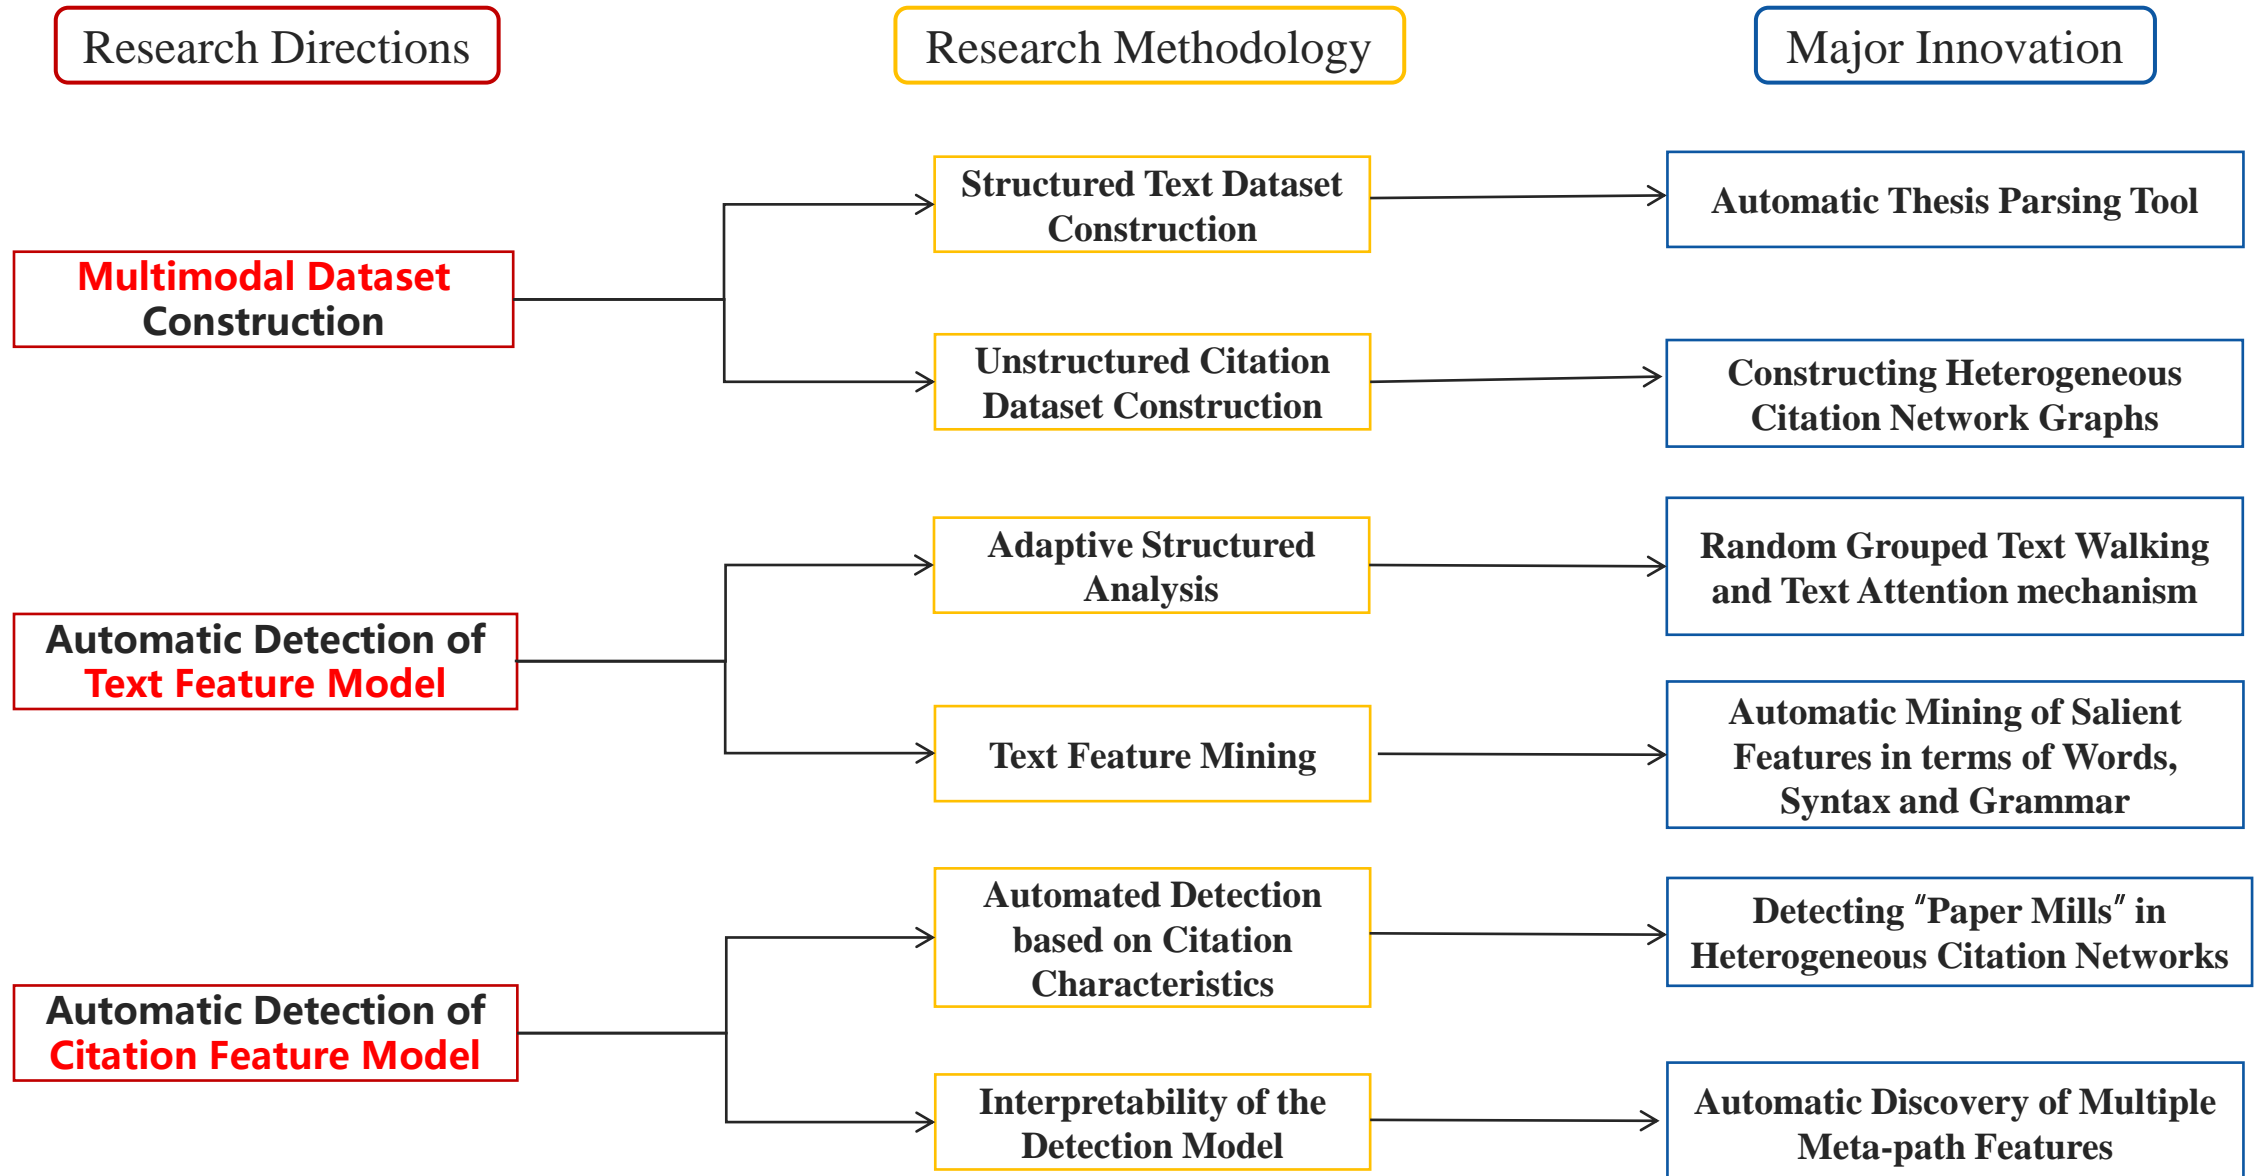 Research Directions
Research Methodology
Major Innovation
Multimodal Dataset
Construction
Structured Text Dataset
Construction
Automatic Thesis Parsing Tool
Unstructured Citation
Dataset Construction
Constructing Heterogeneous
Citation Network Graphs
Automatic Detection of
Text Feature Model
Adaptive Structured
Analysis
Random Grouped Text Walking
and Text Attention mechanism
Text Feature Mining
Automatic Mining of Salient
Features in terms of Words,
Syntax and Grammar
Automatic Detection of
Citation Feature Model
Automated Detection
based on Citation
Characteristics
Detecting "Paper Mills" in
Heterogeneous Citation Networks
Interpretability of the
Detection Model
Automatic Discovery of Multiple
Meta-path Features